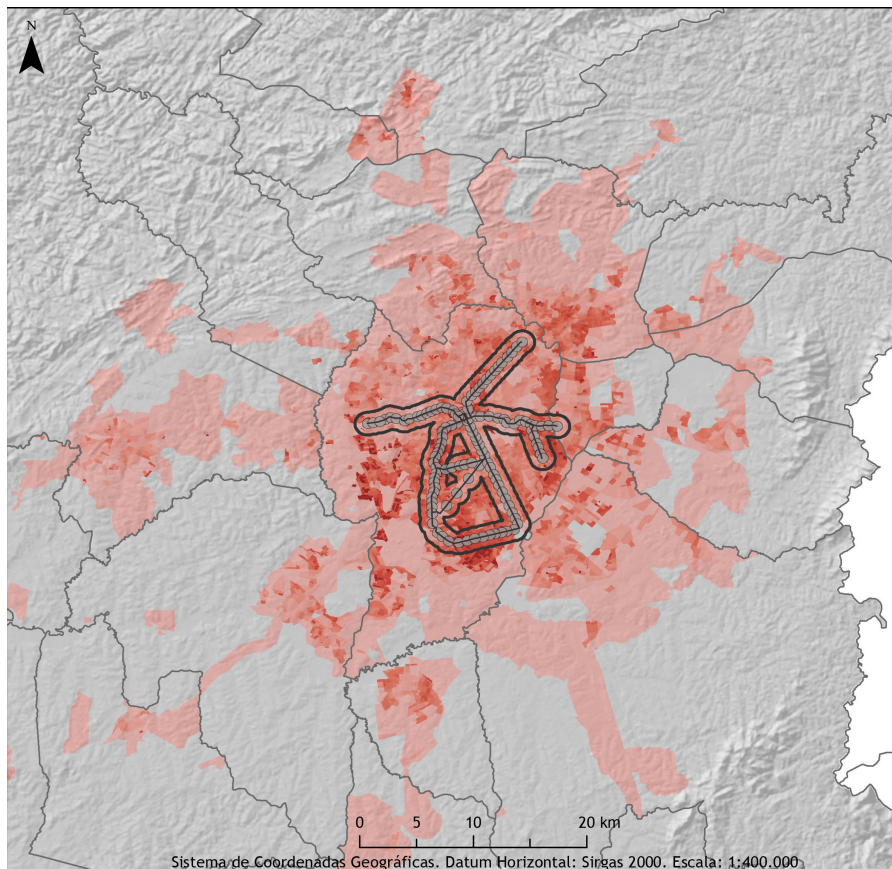 N
0 5 10 20 km
Sistema de Coordenadas Geográficas. Datum Horizontal: Sirgas 2000. Escala: 1:400.000